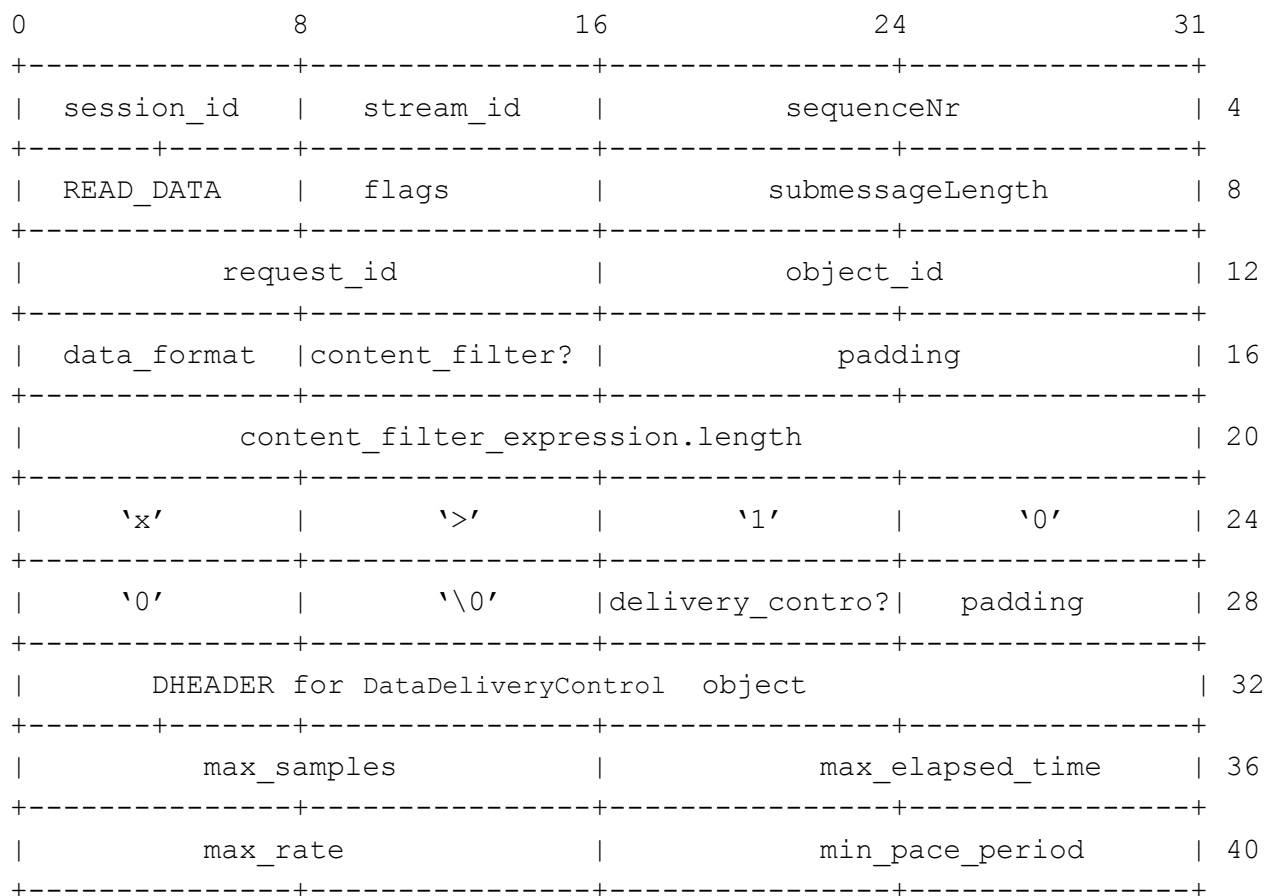 0 8 16 24 31
+---------------+----------------+----------------+---------------+
| session_id | stream_id | sequenceNr | 4
+-------+-------+----------------+----------------+---------------+
| READ_DATA | flags | submessageLength | 8
+---------------+----------------+----------------+---------------+
| request_id | object_id | 12
+---------------+----------------+----------------+---------------+
| data_format |content_filter? | padding | 16
+---------------+----------------+----------------+---------------+
| content_filter_expression.length | 20
+---------------+----------------+----------------+---------------+
| ‘x’ | ‘>’ | ‘1’ | ‘0’ | 24
+---------------+----------------+----------------+---------------+
| ‘0’ | ‘\0’ |delivery_contro?| padding | 28
+---------------+----------------+----------------+---------------+
| DHEADER for DataDeliveryControl object | 32
+-------+-------+----------------+----------------+---------------+
| max_samples | max_elapsed_time | 36
+---------------+----------------+----------------+---------------+
| max_rate | min_pace_period | 40
+---------------+----------------+----------------+---------------+